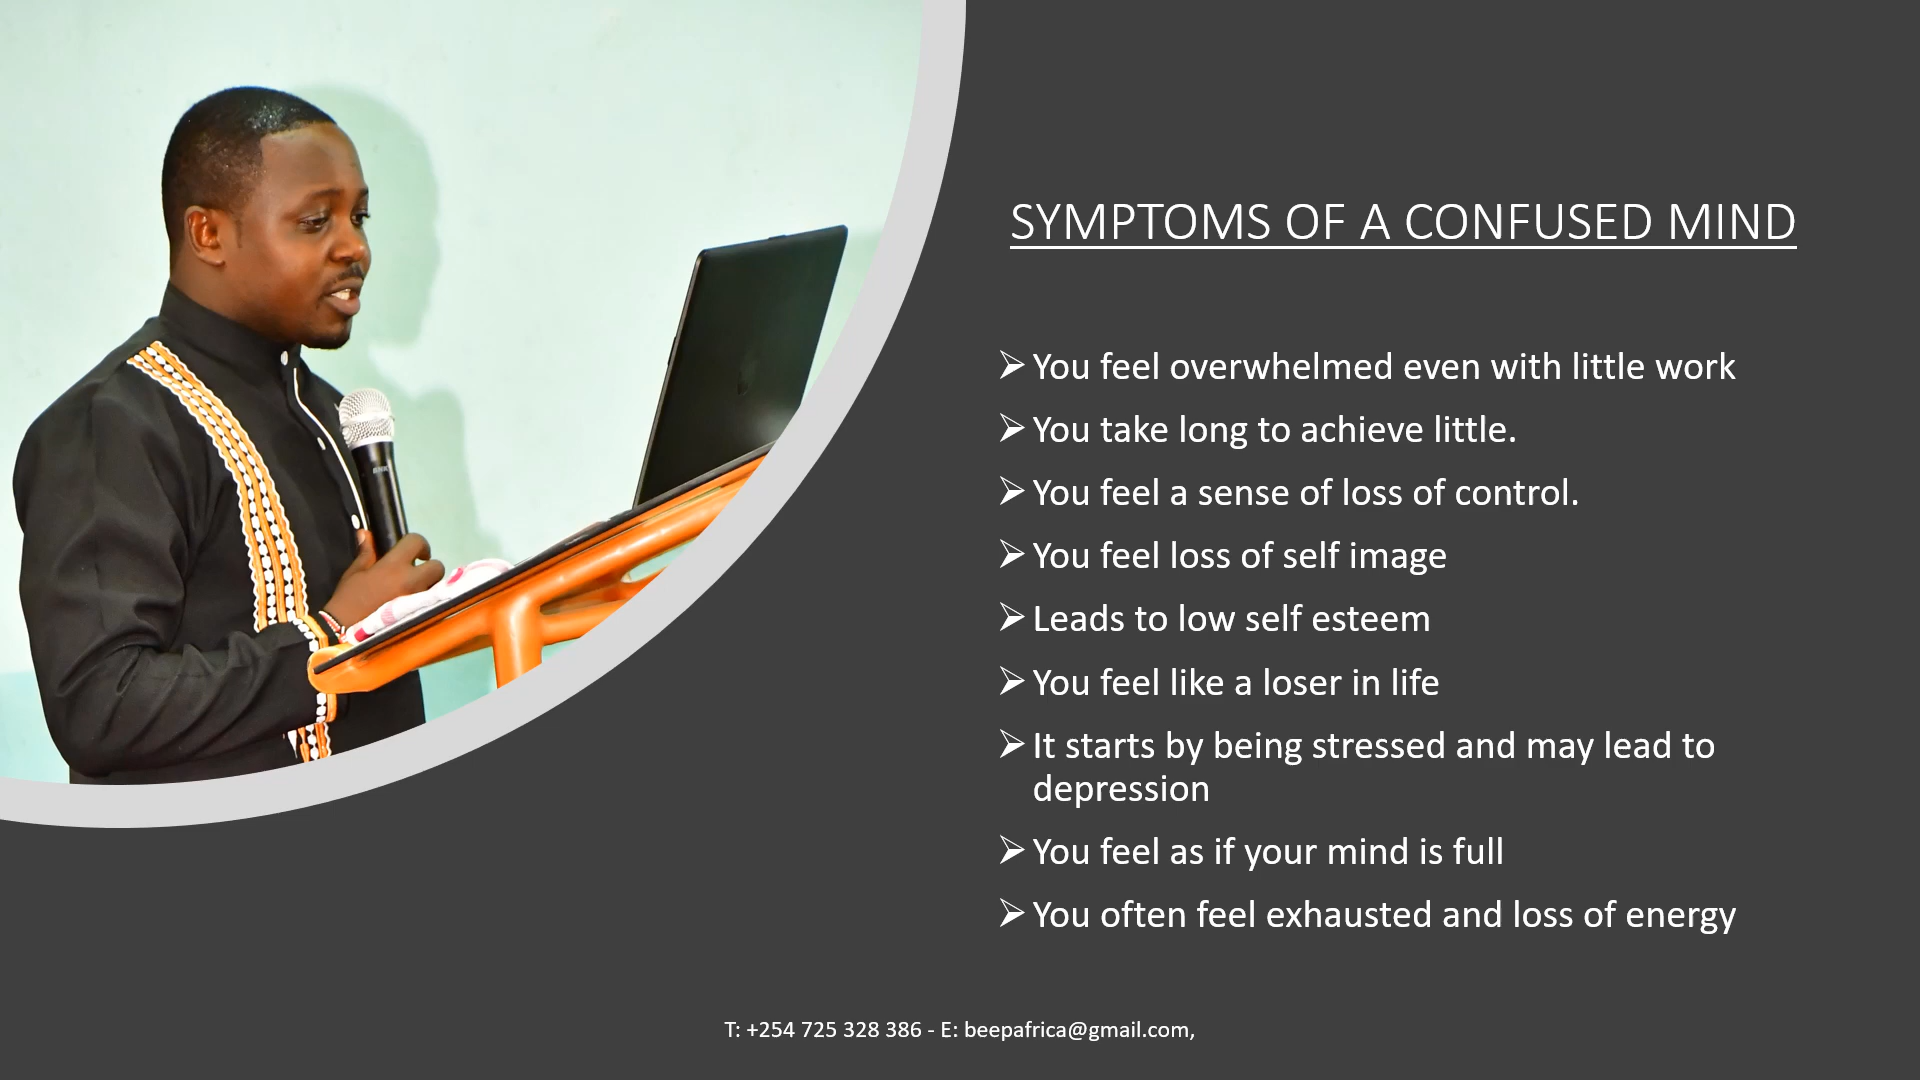 SYMPTOMS OF A CONFUSED MIND
You feel overwhelmed even with little work
You take long to achieve little.
You feel a sense of loss of control.
You feel loss of self image
Leads to low self esteem
You feel like a loser in life
It starts by being stressed and may lead to
depression
You feel as if your mind is full
You often feel exhausted and loss of energy
T: +254 725 328 386 - E: beepafrica@gmail.com,